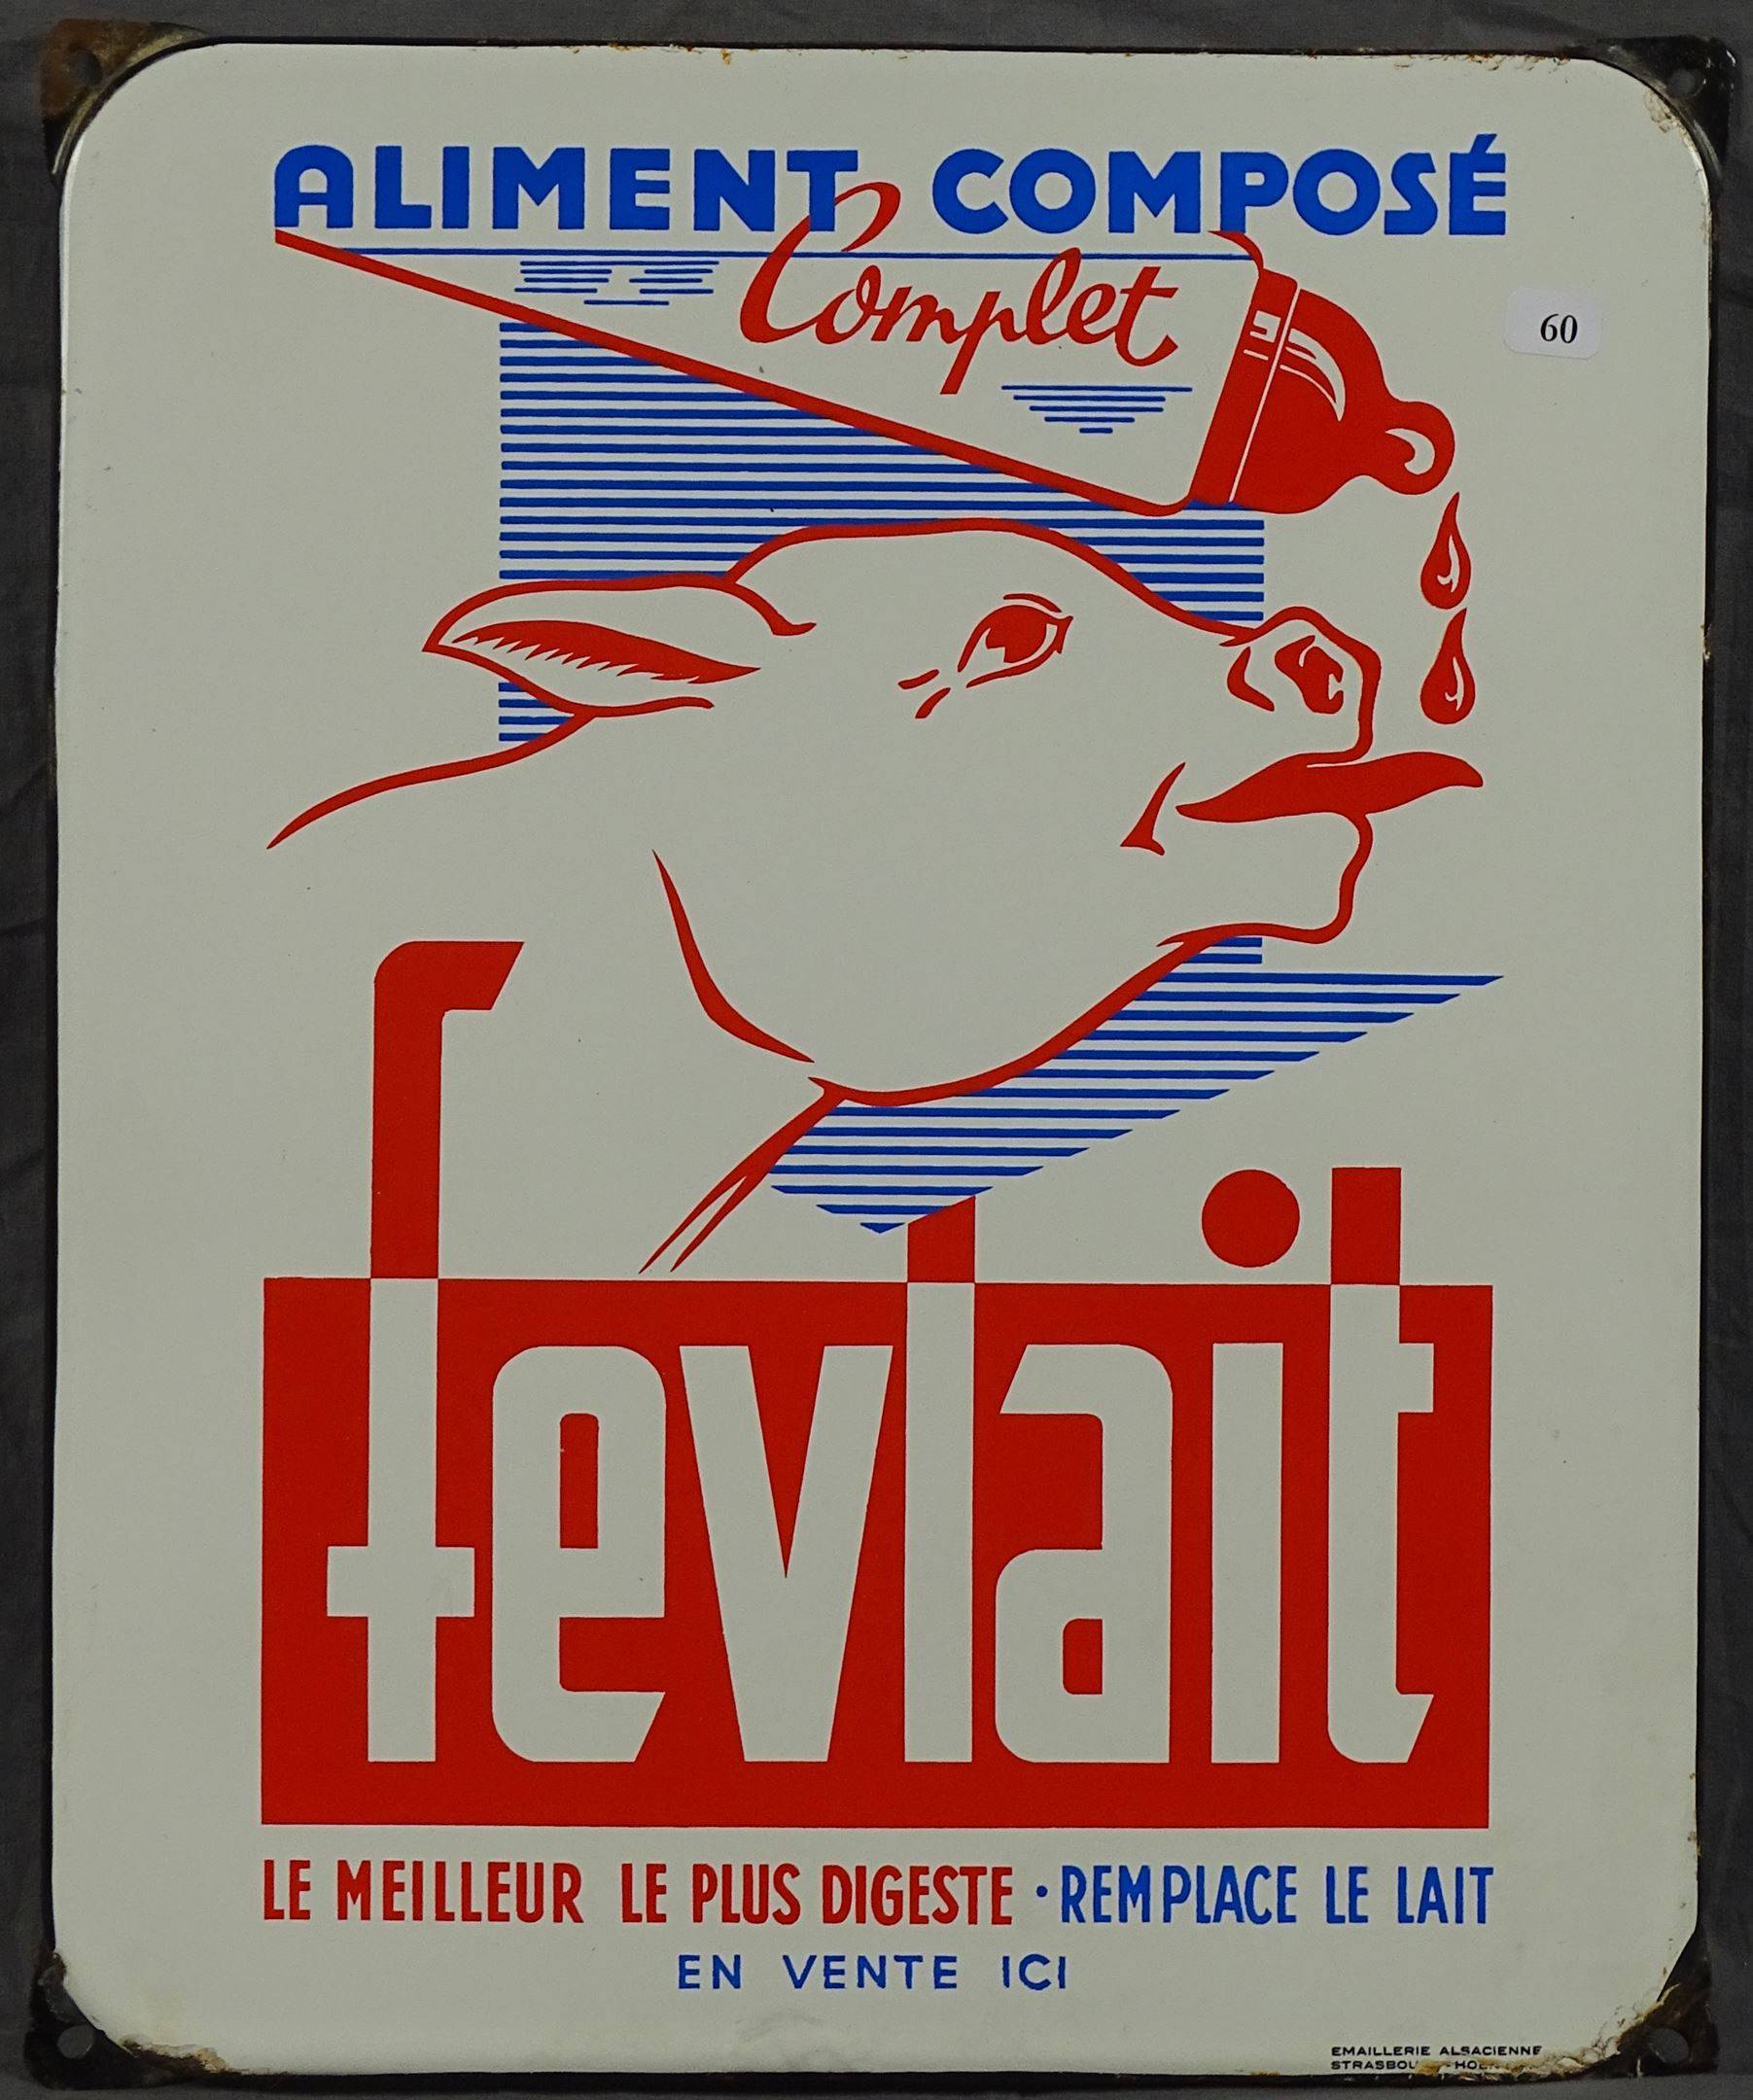 ALIMENT COMPOSÉ
Complet
60
fevlait
LE MEILLEUR LE PLUS DIGESTE · REMPLACE LE LAIT
EN VENTE ICI
EMAILLERIE ALSACIENNE